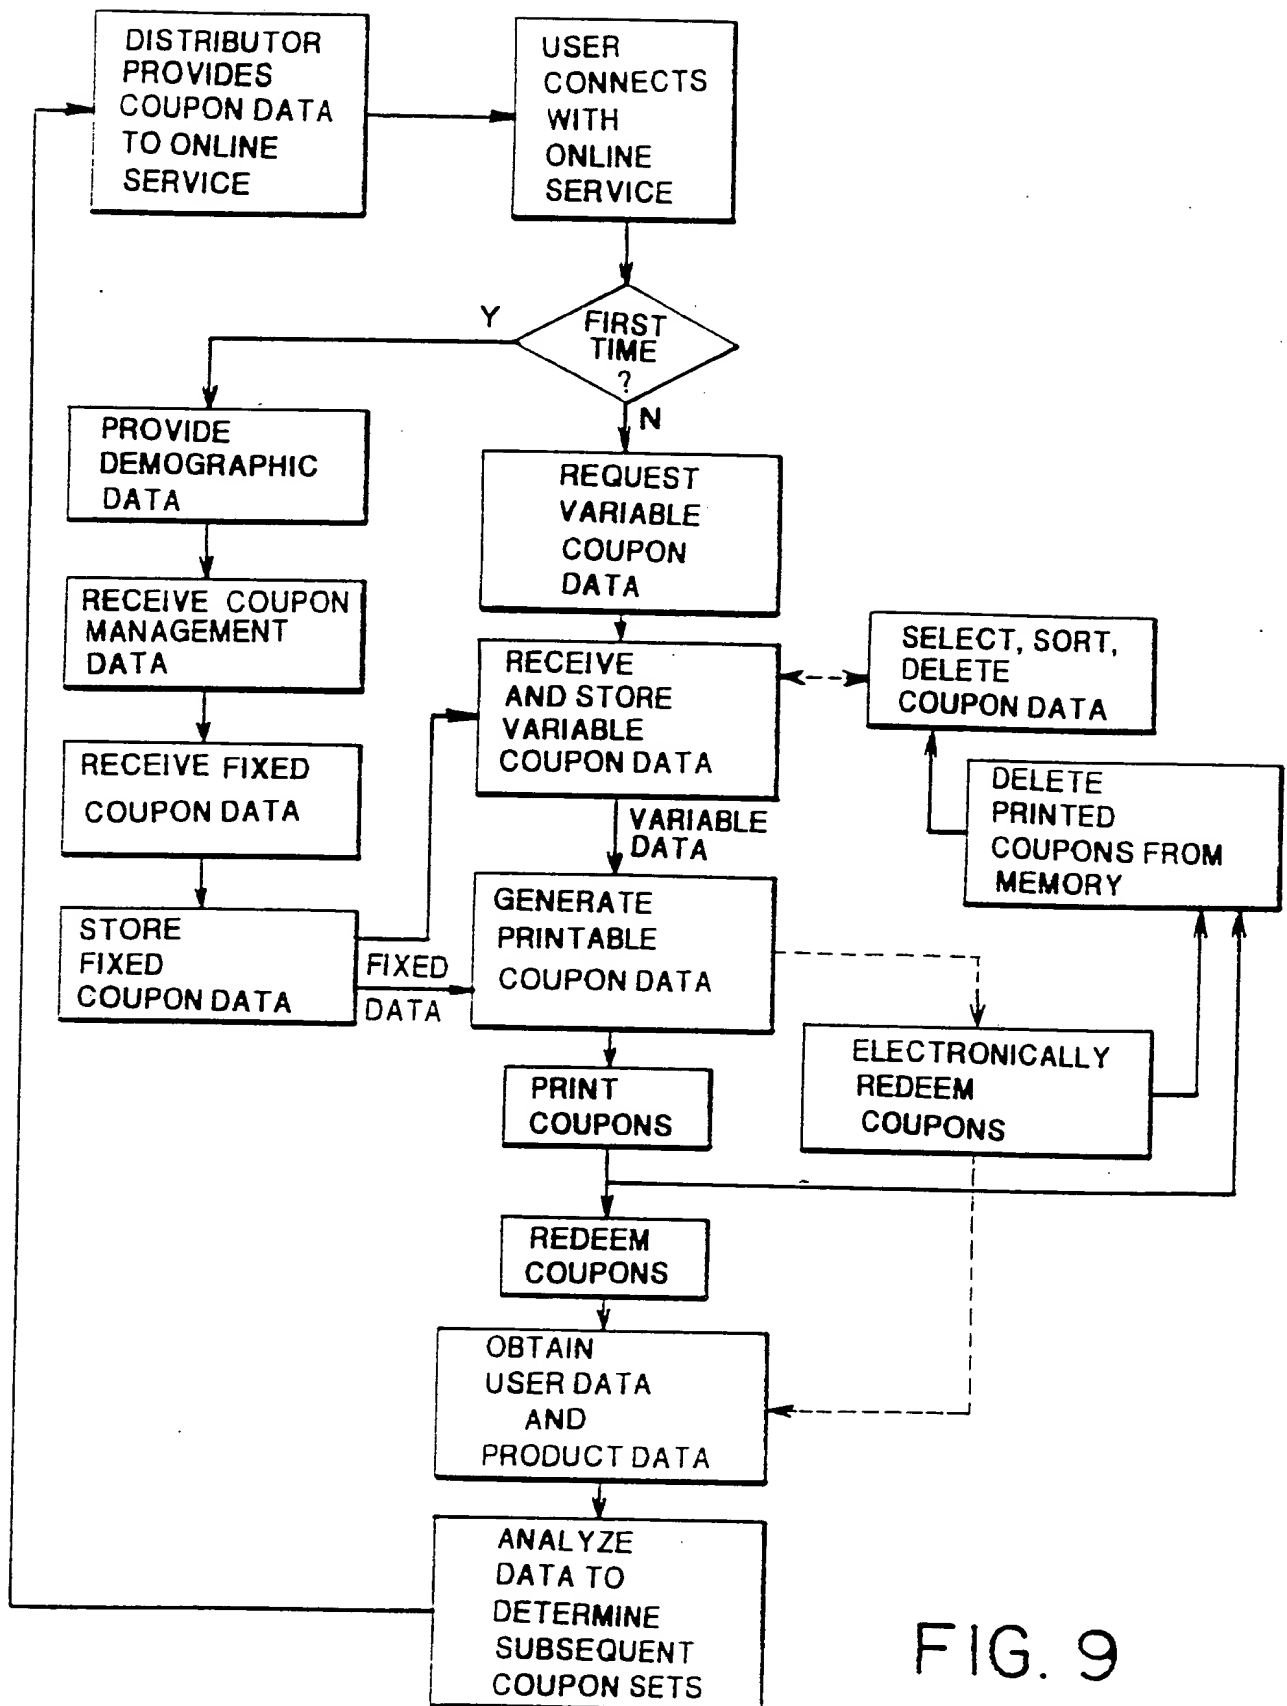 DISTRIBUTOR
PROVIDES
COUPON DATA
TO ONLINE
SERVICE
USER
CONNECTS
WITH
ONLINE
SERVICE
FIRST
TIME
?
Y
N
PROVIDE
DEMOGRAPHIC
DATA
REQUEST
VARIABLE
COUPON
DATA
RECEIVE COUPON
MANAGEMENT
DATA
RECEIVE
AND STORE
VARIABLE
COUPON DATA
SELECT, SORT,
DELETE
COUPON DATA
RECEIVE FIXED
COUPON DATA
DELETE
PRINTED
COUPONS FROM
MEMORY
VARIABLE
DATA
STORE
FIXED
COUPON DATA
FIXED
DATA
GENERATE
PRINTABLE
COUPON DATA
ELECTRONICALLY
REDEEM
COUPONS
PRINT
COUPONS
REDEEM
COUPONS
OBTAIN
USER DATA
AND
PRODUCT DATA
ANALYZE
DATA TO
DETERMINE
SUBSEQUENT
COUPON SETS
FIG. 9